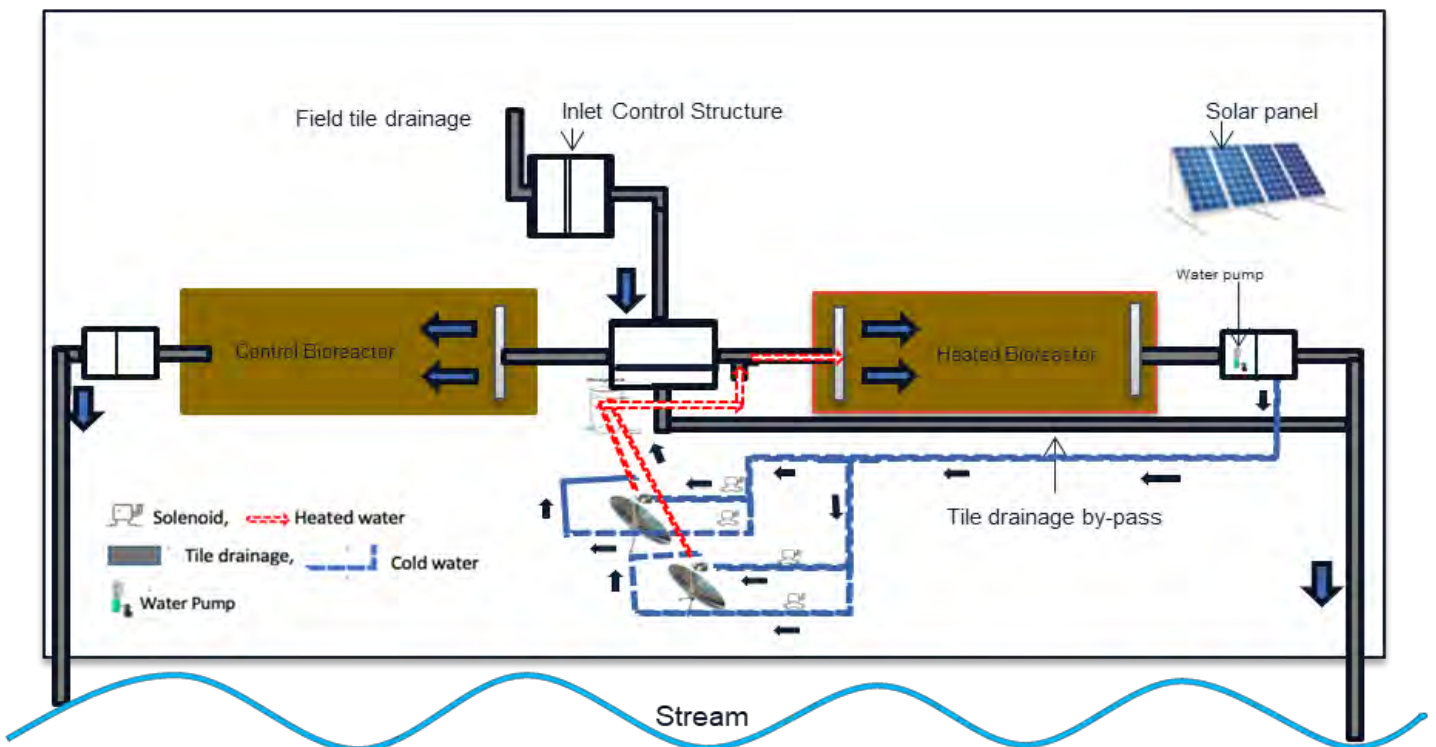 Field tile drainage
Inlet Control Structure
Solar panel
Water pump
Control Bioreactor
Heated Bioreactor
Tile drainage by-pass
Solenoid,
Heated water
Tile drainage,
Cold water
Water Pump
Stream